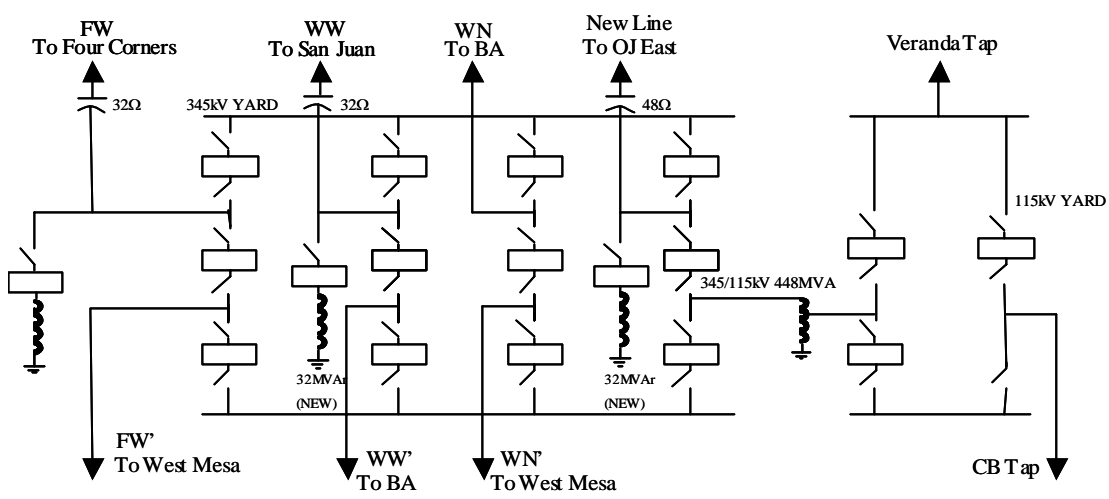 FW
To Four Corners
WW
To San Juan
WN
To BA
New Line
To OJ East
Veranda Tap
32Ω
345kV YARD
32Ω
48Ω
115kV YARD
345/115kV 448MVA
32MVAr
(NEW)
32MVAr
(NEW)
FW'
To West Mesa
WW'
To BA
WN'
To West Mesa
CB Tap